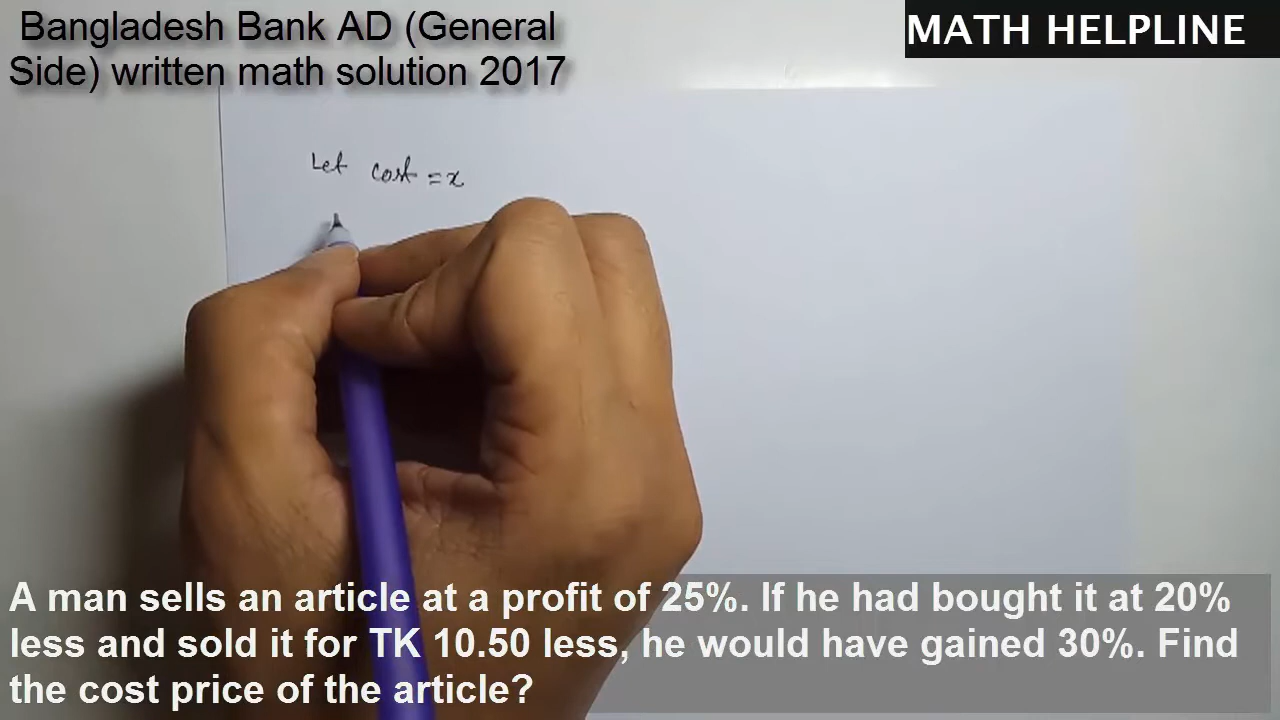 Bangladesh Bank AD (General
Side) written math solution 2017
MATH HELPLINE
Let cost = x
A man sells an article at a profit of 25%. If he had bought it at 20%
less and sold it for TK 10.50 less, he would have gained 30%. Find
the cost price of the article?